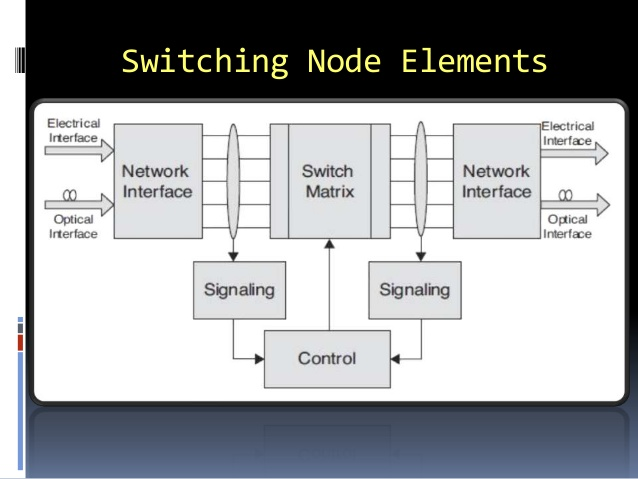 Switching Node Elements
Electrical
Interface
Network
Interface
Optical
Interface
Switch
Matrix
Network
Interface
Electrical
Interface
Optical
Interface
Signaling
Signaling
Control